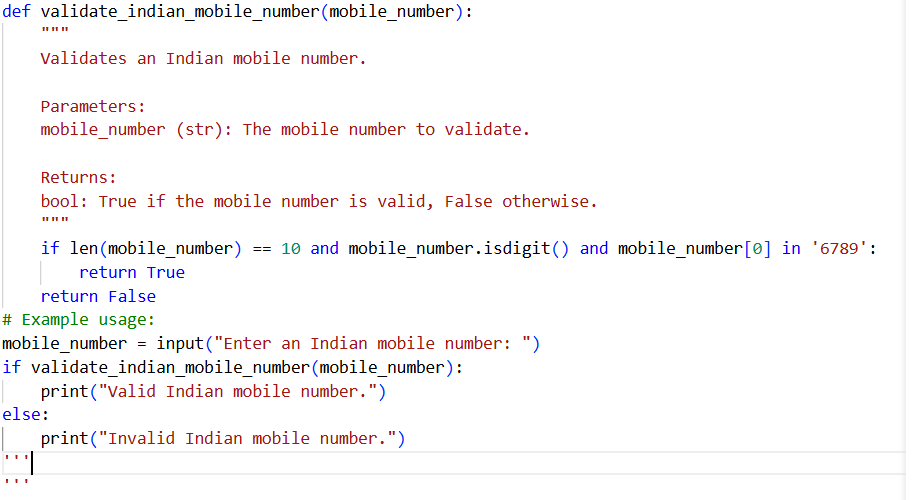 def validate_indian_mobile_number(mobile_number):
    """
    Validates an Indian mobile number.

    Parameters:
    mobile_number (str): The mobile number to validate.

    Returns:
    bool: True if the mobile number is valid, False otherwise.
    """
    if len(mobile_number) == 10 and mobile_number.isdigit() and mobile_number[0] in '6789':
        return True
    return False
# Example usage:
mobile_number = input("Enter an Indian mobile number: ")
if validate_indian_mobile_number(mobile_number):
    print("Valid Indian mobile number.")
else:
    print("Invalid Indian mobile number.")
'''
'''